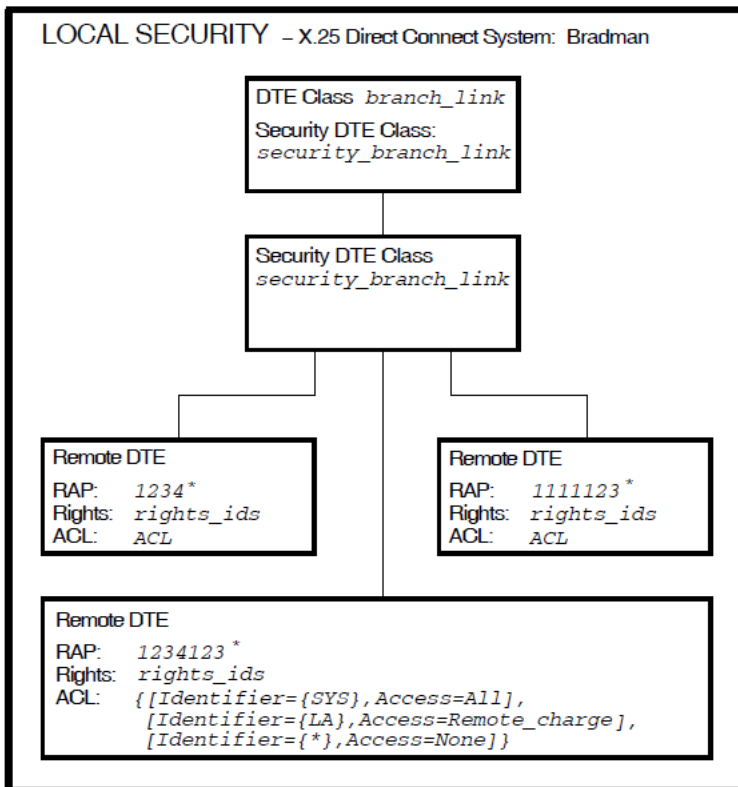 LOCAL SECURITY – X.25 Direct Connect System: Bradman
DTE Class branch_link
Security DTE Class:
security_branch_link
Security DTE Class
security_branch_link
Remote DTE
RAP: 1234*
Rights: rights_ids
ACL: ACL
Remote DTE
RAP: 1111123*
Rights: rights_ids
ACL: ACL
Remote DTE
RAP: 1234123*
Rights: rights_ids
ACL: {[Identifier={SYS},Access=All],
[Identifier={LA},Access=Remote_charge],
[Identifier={*},Access=None]}